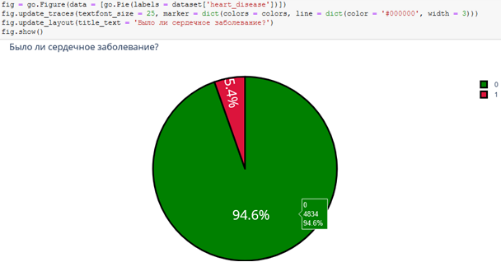 fig = go.Figure(data = [go.Pie(labels = dataset['heart_disease'])])
fig.update_traces(textfont_size = 25, marker = dict(colors = colors, line = dict(color = '#000000', width = 3)))
fig.update_layout(title_text = 'Было ли сердечное заболевание?')
fig.show()
Было ли сердечное заболевание?
0
1
5.4%
94.6%
0
4834
94.6%